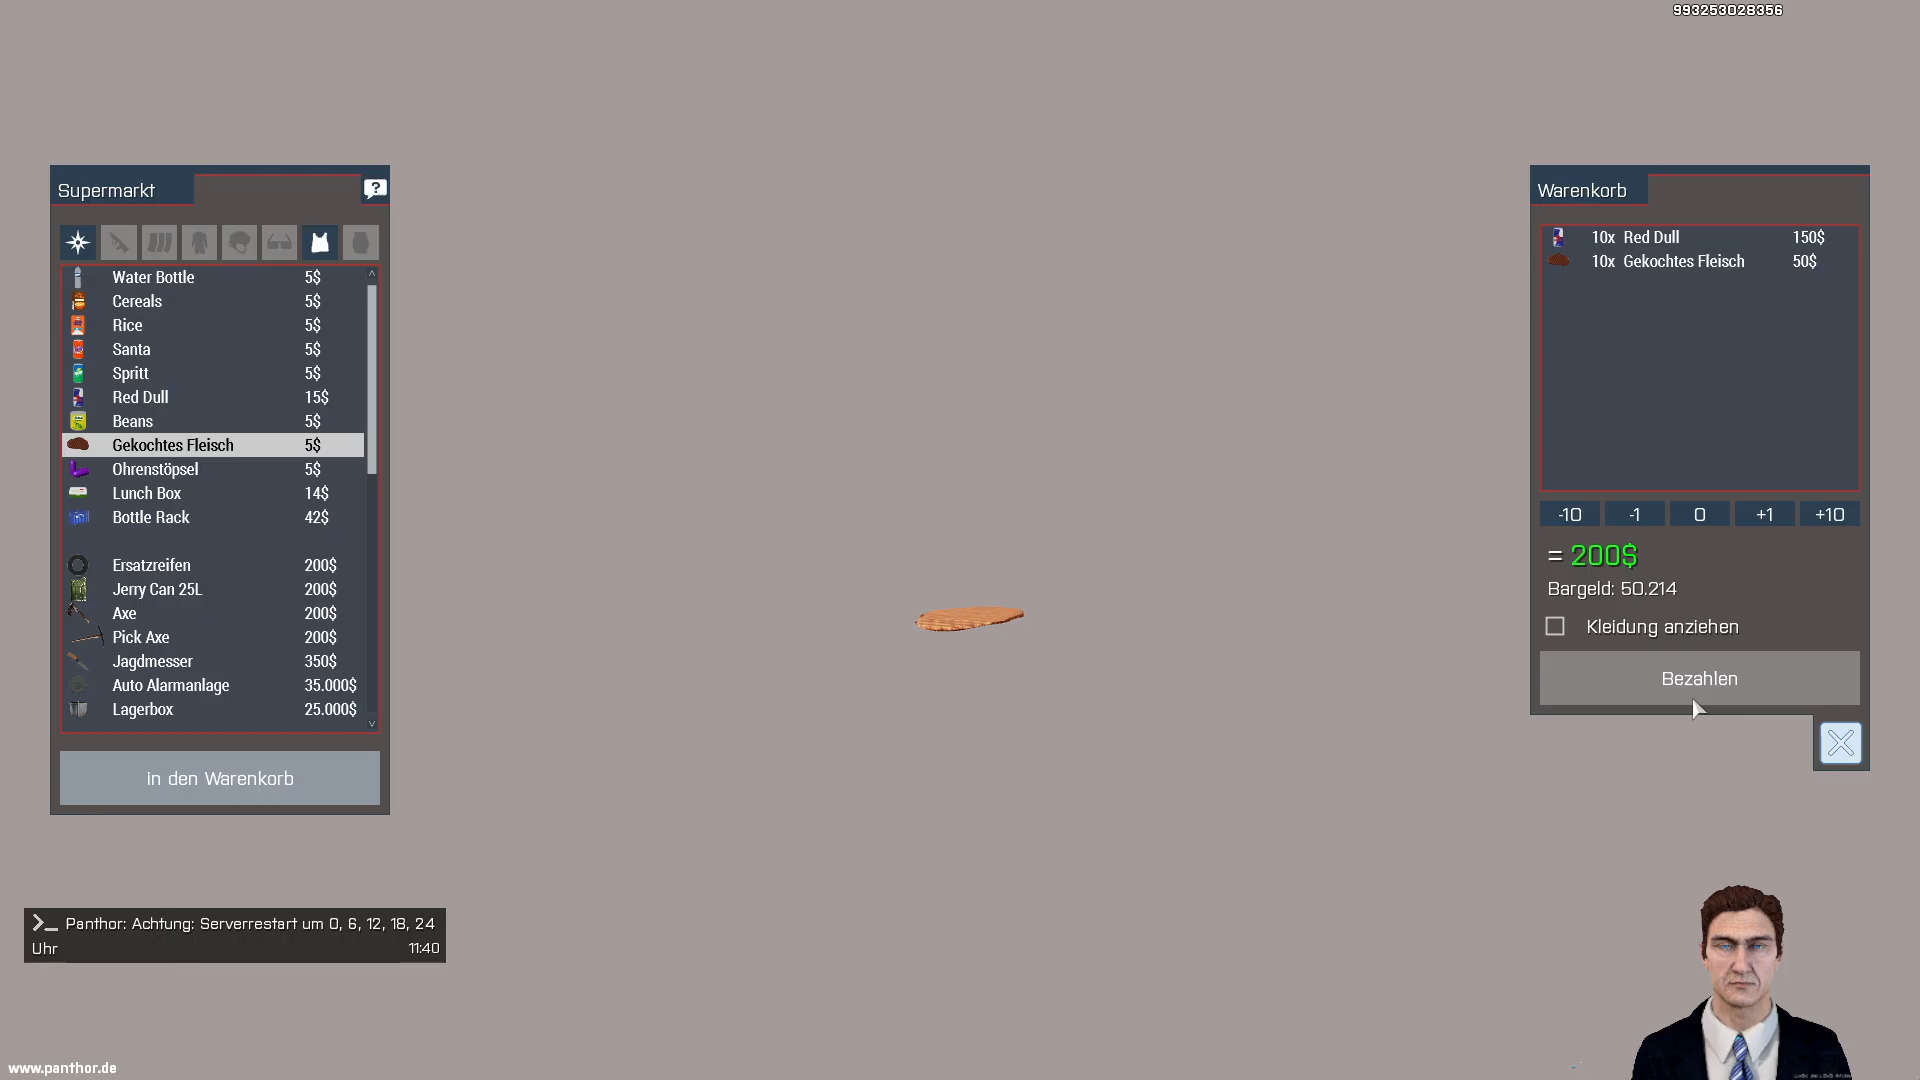 993253028356
Supermarkt
?
Water Bottle 5$
Cereals 5$
Rice 5$
Santa 5$
Spritt 5$
Red Dull 15$
Beans 5$
Gekochtes Fleisch 5$
Ohrenstöpsel 5$
Lunch Box 14$
Bottle Rack 42$
Ersatzreifen 200$
Jerry Can 25L 200$
Axe 200$
Pick Axe 200$
Jagdmesser 350$
Auto Alarmanlage 35.000$
Lagerbox 25.000$
in den Warenkorb
Warenkorb
10x Red Dull 150$
10x Gekochtes Fleisch 50$
-10 -1 0 +1 +10
= 200$
Bargeld: 50.214
Kleidung anziehen
Bezahlen
Panthor: Achtung: Serverrestart um 0, 6, 12, 18, 24
Uhr 11:40
www.panthor.de